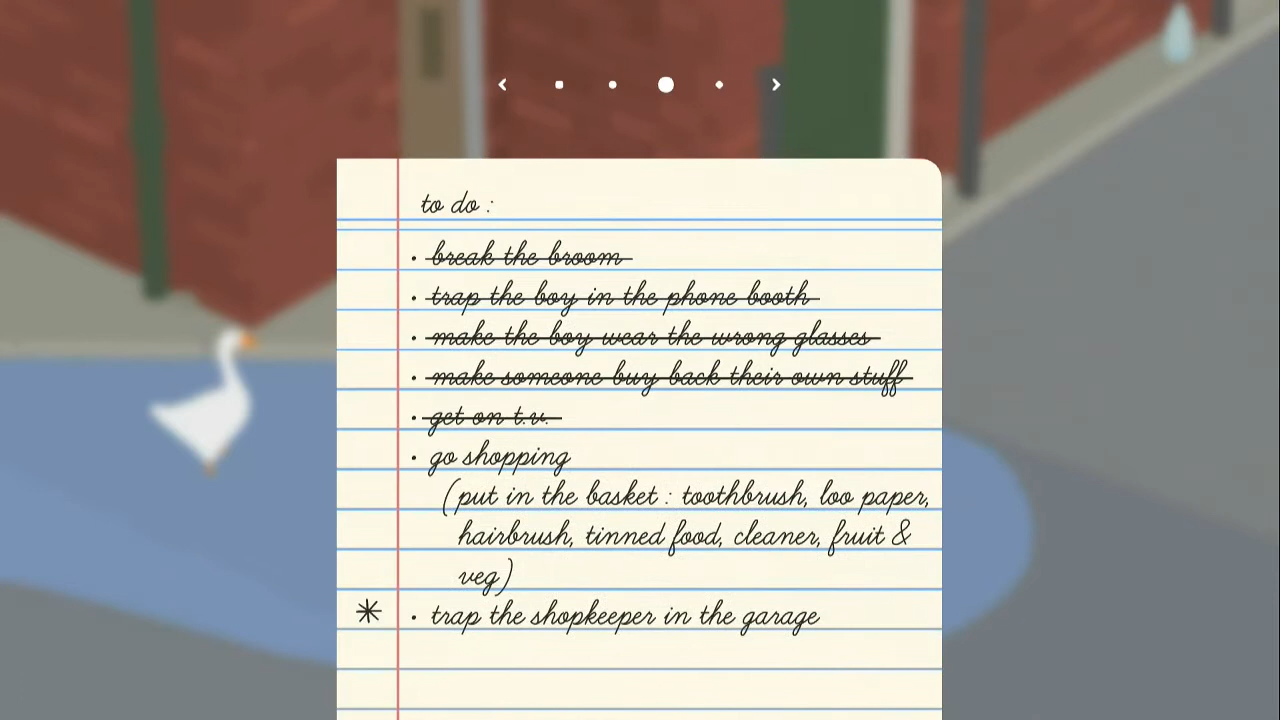 to do :
• break the broom
• trap the boy in the phone booth
• make the boy wear the wrong glasses
• make someone buy back their own stuff
• get on t.v.
• go shopping
(put in the basket : toothbrush, loo paper,
hairbrush, tinned food, cleaner, fruit &
veg)
* • trap the shopkeeper in the garage